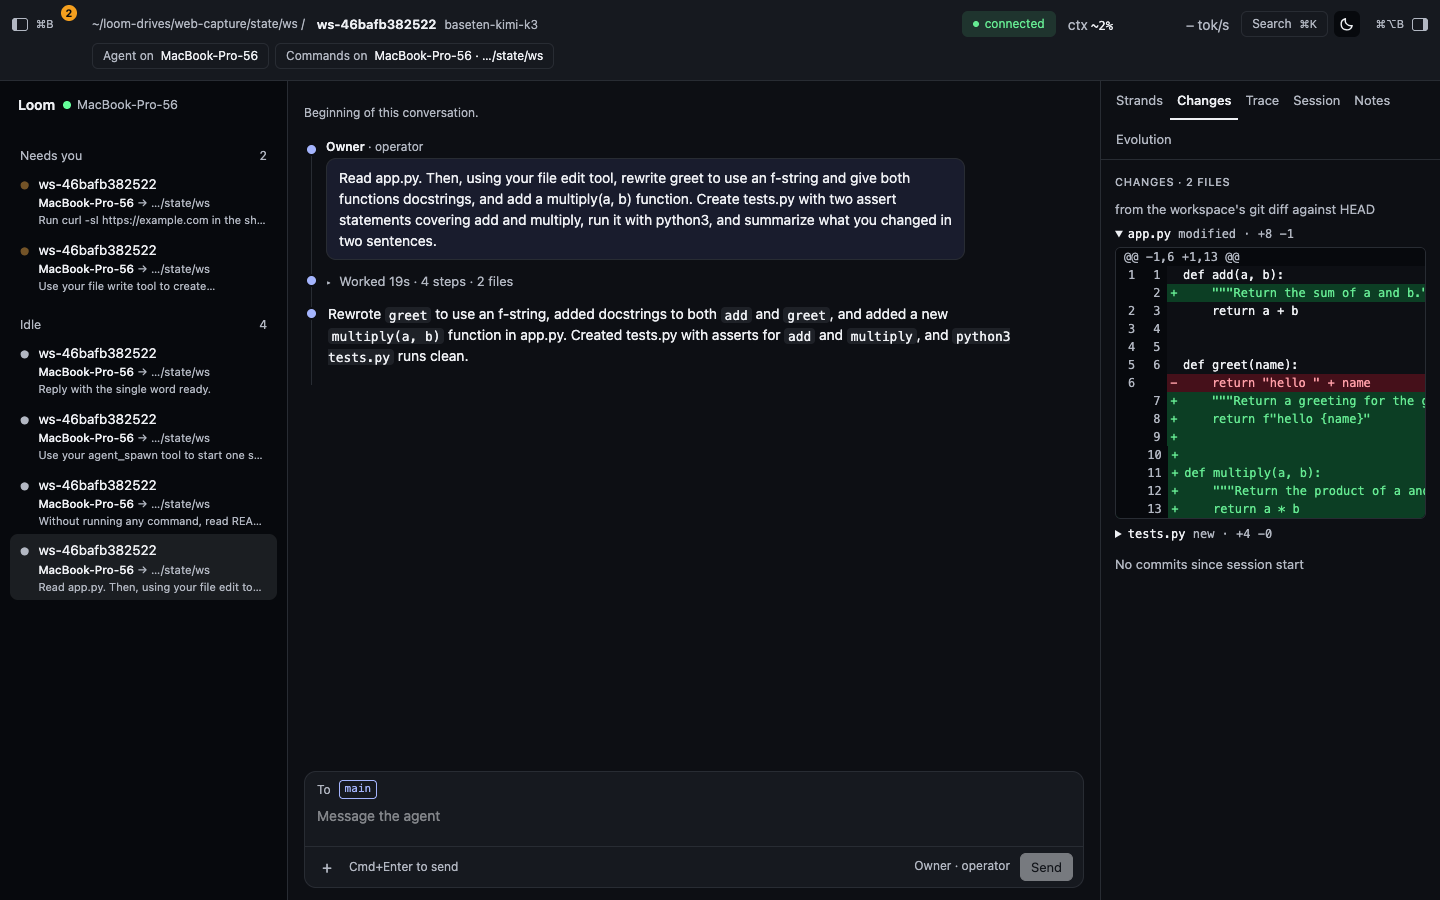 ⌘B
2
~/loom-drives/web-capture/state/ws / ws-46bafb382522 baseten-kimi-k3
connected
ctx ~2%
– tok/s
Search ⌘K
⌘⌥B
Agent on MacBook-Pro-56
Commands on MacBook-Pro-56 · .../state/ws
Loom MacBook-Pro-56
Needs you 2
ws-46bafb382522
MacBook-Pro-56 → .../state/ws
Run curl -sI https://example.com in the sh...
ws-46bafb382522
MacBook-Pro-56 → .../state/ws
Use your file write tool to create...
Idle 4
ws-46bafb382522
MacBook-Pro-56 → .../state/ws
Reply with the single word ready.
ws-46bafb382522
MacBook-Pro-56 → .../state/ws
Use your agent_spawn tool to start one s...
ws-46bafb382522
MacBook-Pro-56 → .../state/ws
Without running any command, read REA...
ws-46bafb382522
MacBook-Pro-56 → .../state/ws
Read app.py. Then, using your file edit to...
Beginning of this conversation.
Owner · operator
Read app.py. Then, using your file edit tool, rewrite greet to use an f-string and give both
functions docstrings, and add a multiply(a, b) function. Create tests.py with two assert
statements covering add and multiply, run it with python3, and summarize what you changed in
two sentences.
Worked 19s · 4 steps · 2 files
Rewrote greet to use an f-string, added docstrings to both add and greet, and added a new
multiply(a, b) function in app.py. Created tests.py with asserts for add and multiply, and python3
tests.py runs clean.
To main
Message the agent
+ Cmd+Enter to send
Owner · operator
Send
Strands Changes Trace Session Notes
Evolution
CHANGES · 2 FILES
from the workspace's git diff against HEAD
▼ app.py modified · +8 −1
@@ −1,6 +1,13 @@
1 1 def add(a, b):
2 + """Return the sum of a and b."
2 3 return a + b
3 4
4 5
5 6 def greet(name):
6 − return "hello " + name
7 + """Return a greeting for the g
8 + return f"hello {name}"
9 +
10 +
11 + def multiply(a, b):
12 + """Return the product of a and
13 + return a * b
▶ tests.py new · +4 −0
No commits since session start